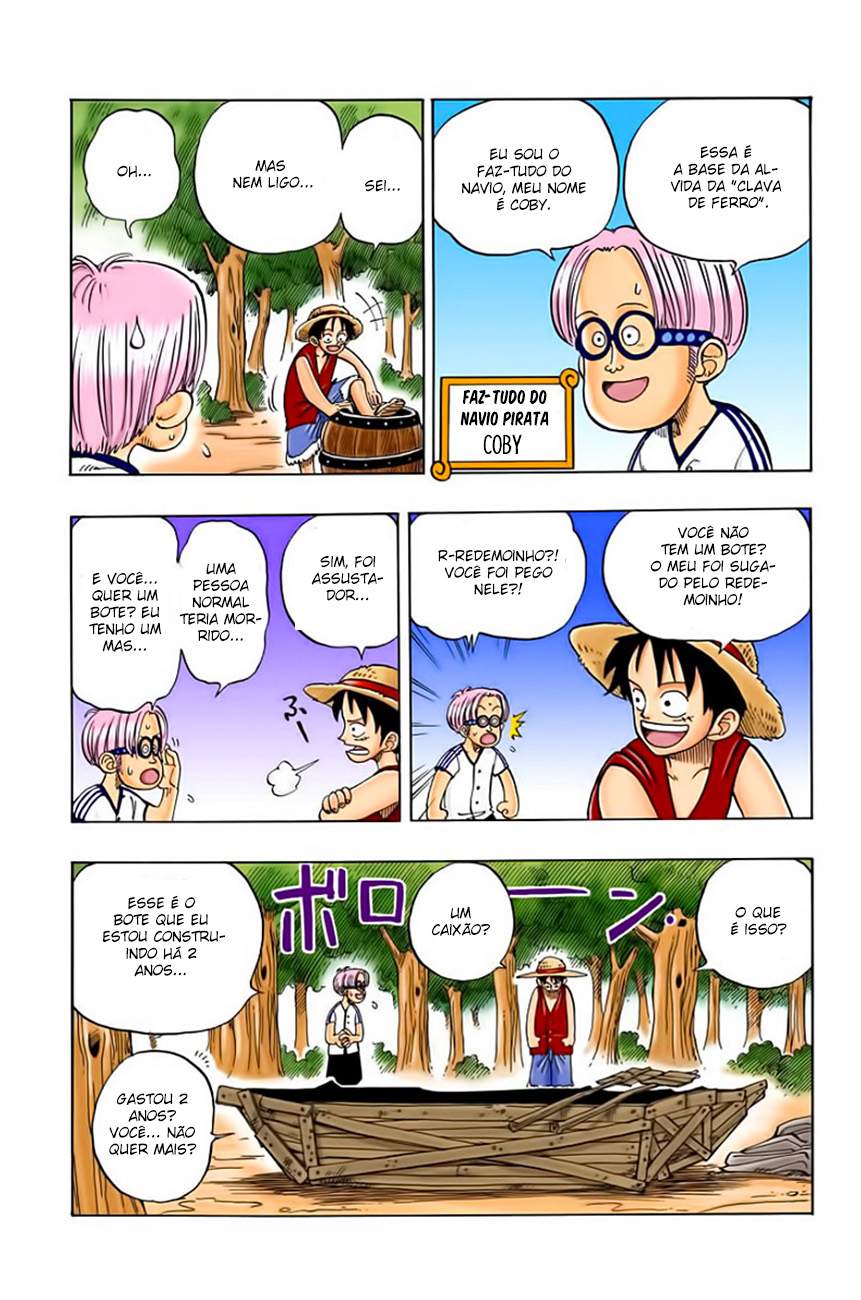 ESSA É
A BASE DA AL-
VIDA DA "CLAVA
DE FERRO".
EU SOU O
FAZ-TUDO DO
NAVIO, MEU NOME
É COBY.
FAZ-TUDO DO
NAVIO PIRATA
COBY
SEI...
MAS
NEM LIGO...
OH...
VOCÊ NÃO
TEM UM BOTE?
O MEU FOI SUGA-
DO PELO REDE-
MOINHO!
R-REDEMOINHO?!
VOCÊ FOI PEGO
NELE?!
SIM, FOI
ASSUSTA-
DOR...
ふー
UMA
PESSOA
NORMAL
TERIA MOR-
RIDO...
E VOCÊ...
QUER UM
BOTE? EU
TENHO UM
MAS...
O QUE
É ISSO?
UM
CAIXÃO?
ボローン
ESSE É O
BOTE QUE EU
ESTOU CONSTRU-
INDO HÁ 2
ANOS...
GASTOU 2
ANOS?
VOCÊ... NÃO
QUER MAIS?